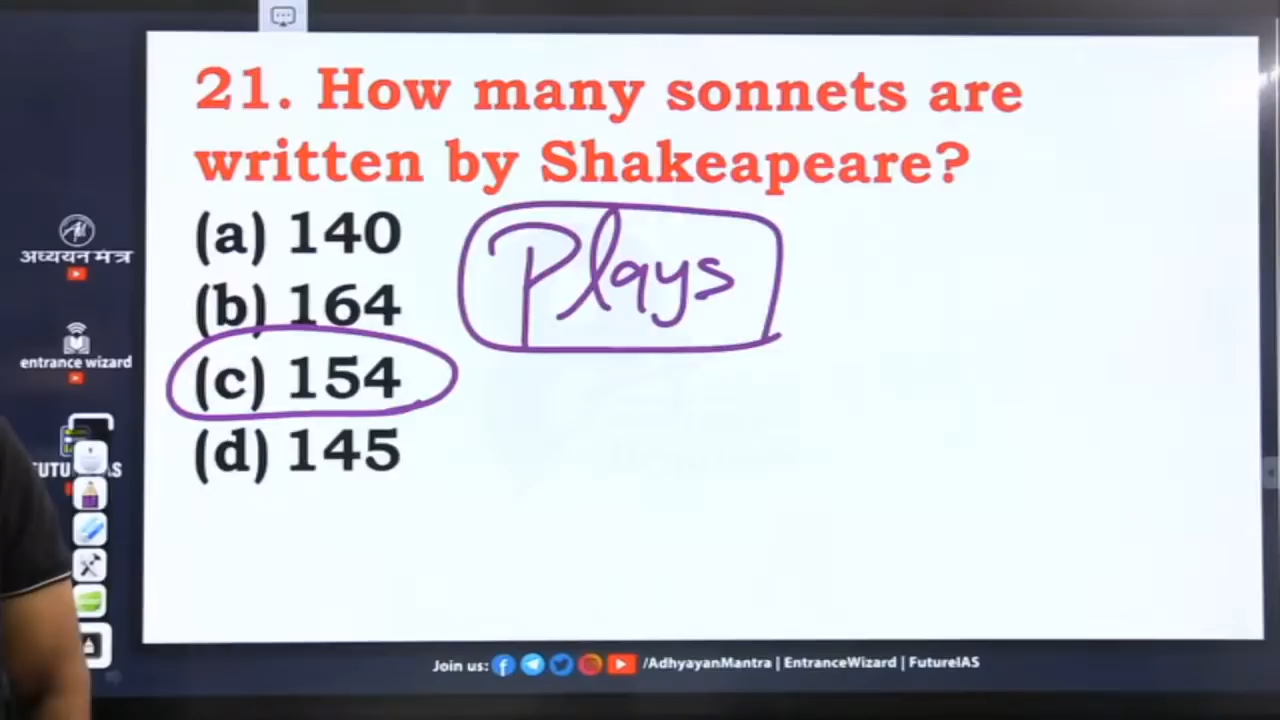 21. How many sonnets are
written by Shakeapeare?
(a) 140
(b) 164
(c) 154
(d) 145
Plays
अध्ययन मंत्र
entrance wizard
Join us: /AdhyayanMantra | EntranceWizard | FutureIAS